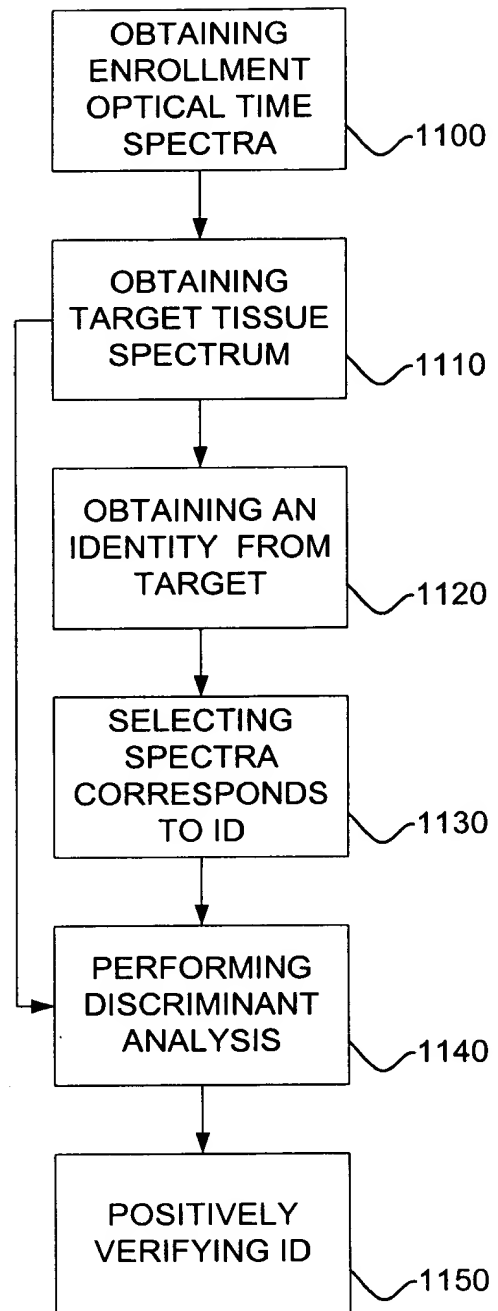 OBTAINING
ENROLLMENT
OPTICAL TIME
SPECTRA
1100
OBTAINING
TARGET TISSUE
SPECTRUM
1110
OBTAINING AN
IDENTITY FROM
TARGET
1120
SELECTING
SPECTRA
CORRESPONDS
TO ID
1130
PERFORMING
DISCRIMINANT
ANALYSIS
1140
POSITIVELY
VERIFYING ID
1150